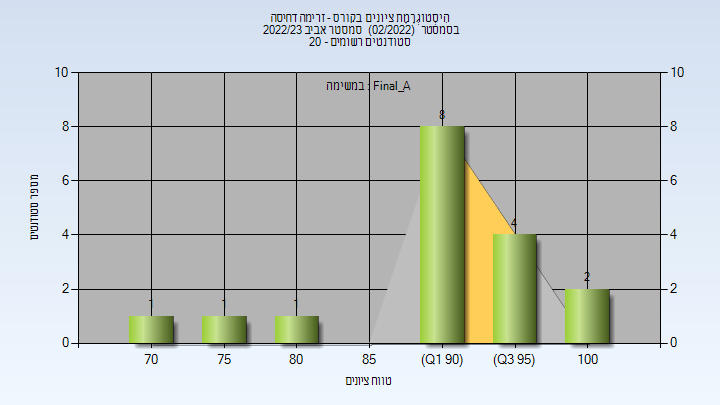 היסטוגרמת ציונים בקורס - זרימה דחיסה
בסמסטר (02/2022) סמסטר אביב 2022/23
סטודנטים רשומים - 20
במשימה : Final_A
10 10
8 8
6 6
4 4
2 2
0 0
1 1 1 8 4 2
מספר סטודנטים
70 75 80 85 (Q1 90) (Q3 95) 100
טווח ציונים